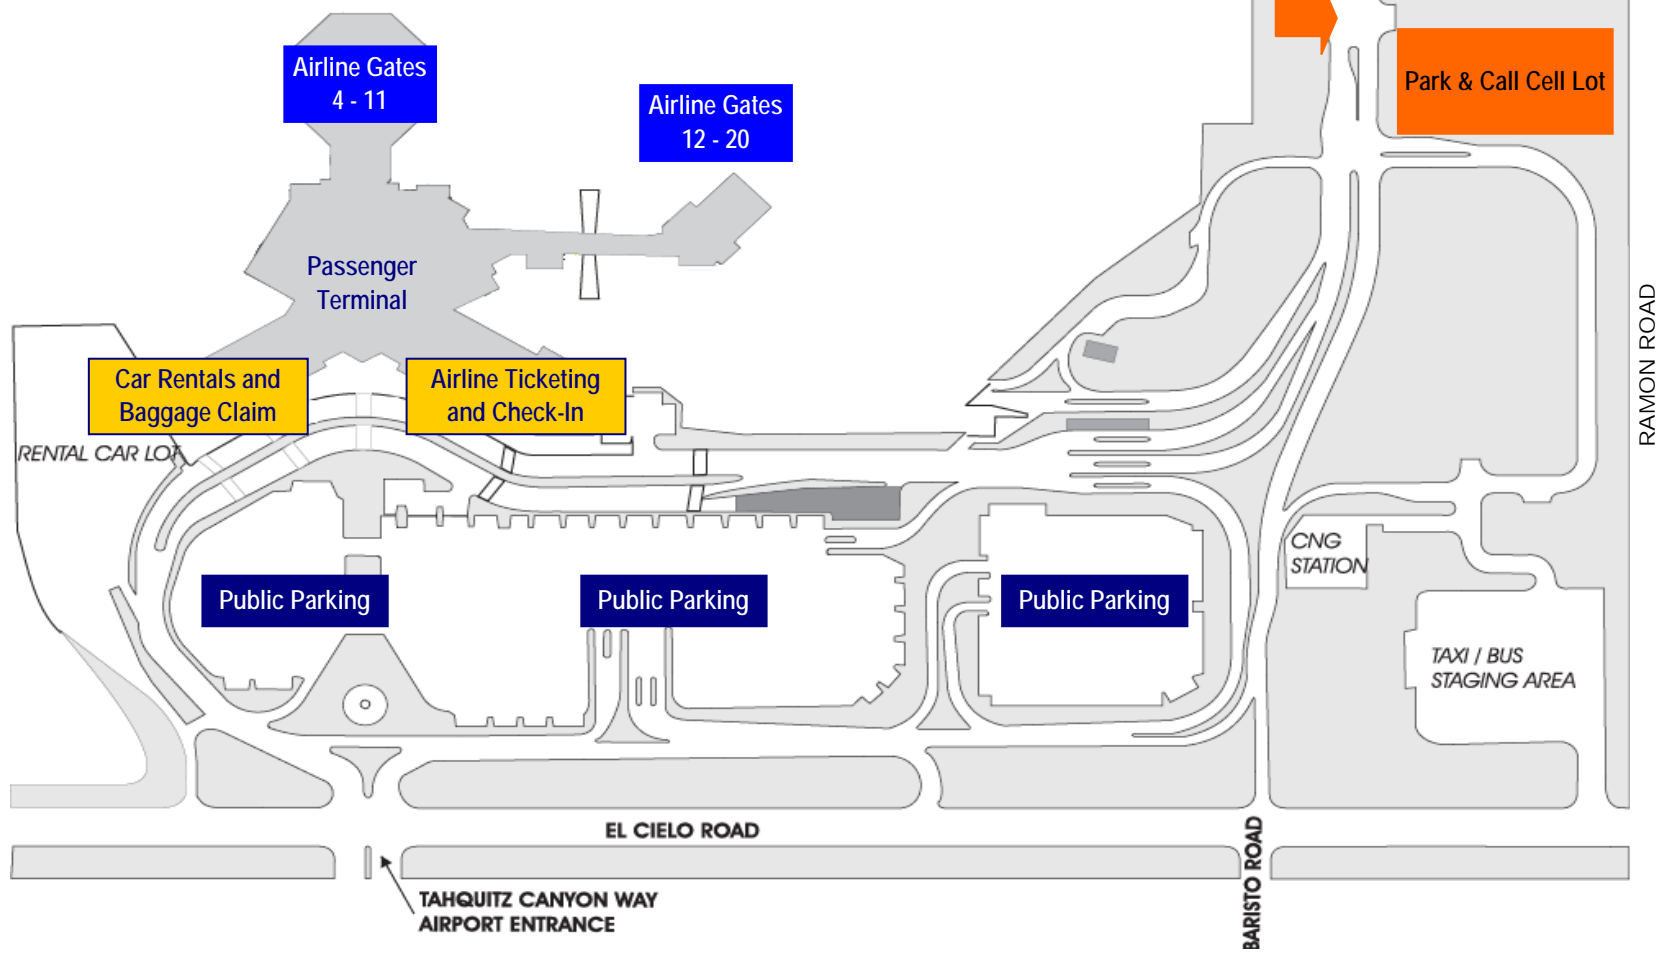 Airline Gates
4 - 11
Airline Gates
12 - 20
Park & Call Cell Lot
Passenger
Terminal
RAMON ROAD
Car Rentals and
Baggage Claim
Airline Ticketing
and Check-In
RENTAL CAR LOT
CNG
STATION
Public Parking
Public Parking
Public Parking
TAXI / BUS
STAGING AREA
EL CIELO ROAD
BARISTO ROAD
TAHQUITZ CANYON WAY
AIRPORT ENTRANCE